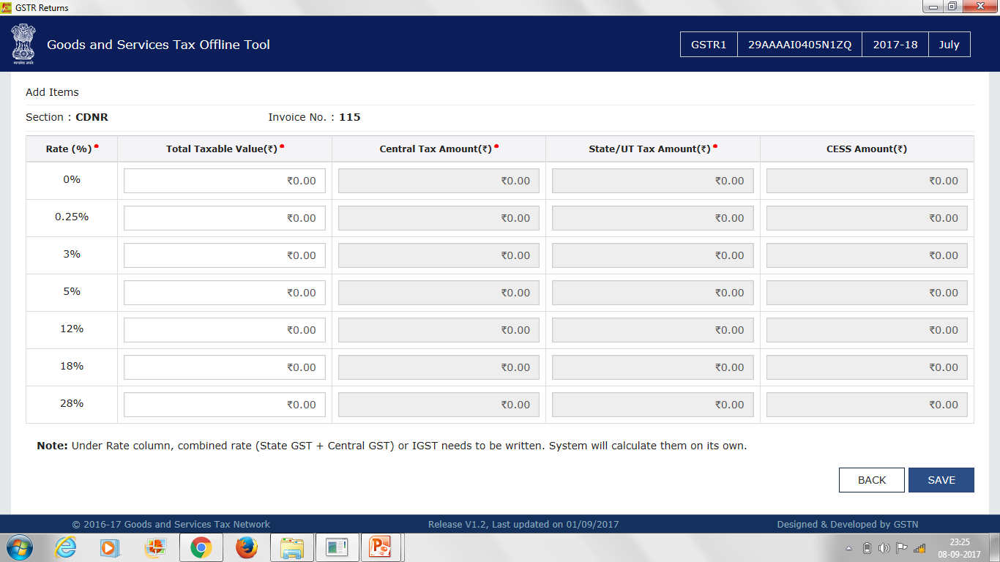 GSTR Returns
Goods and Services Tax Offline Tool
GSTR1 29AAAAI0405N1ZQ 2017-18 July
Add Items
Section : CDNR Invoice No. : 115
Rate (%) Total Taxable Value(₹) Central Tax Amount(₹) State/UT Tax Amount(₹) CESS Amount(₹)
0% ₹0.00 ₹0.00 ₹0.00 ₹0.00
0.25% ₹0.00 ₹0.00 ₹0.00 ₹0.00
3% ₹0.00 ₹0.00 ₹0.00 ₹0.00
5% ₹0.00 ₹0.00 ₹0.00 ₹0.00
12% ₹0.00 ₹0.00 ₹0.00 ₹0.00
18% ₹0.00 ₹0.00 ₹0.00 ₹0.00
28% ₹0.00 ₹0.00 ₹0.00 ₹0.00
Note: Under Rate column, combined rate (State GST + Central GST) or IGST needs to be written. System will calculate them on its own.
BACK SAVE
© 2016-17 Goods and Services Tax Network Release V1.2, Last updated on 01/09/2017 Designed & Developed by GSTN
23:25
08-09-2017